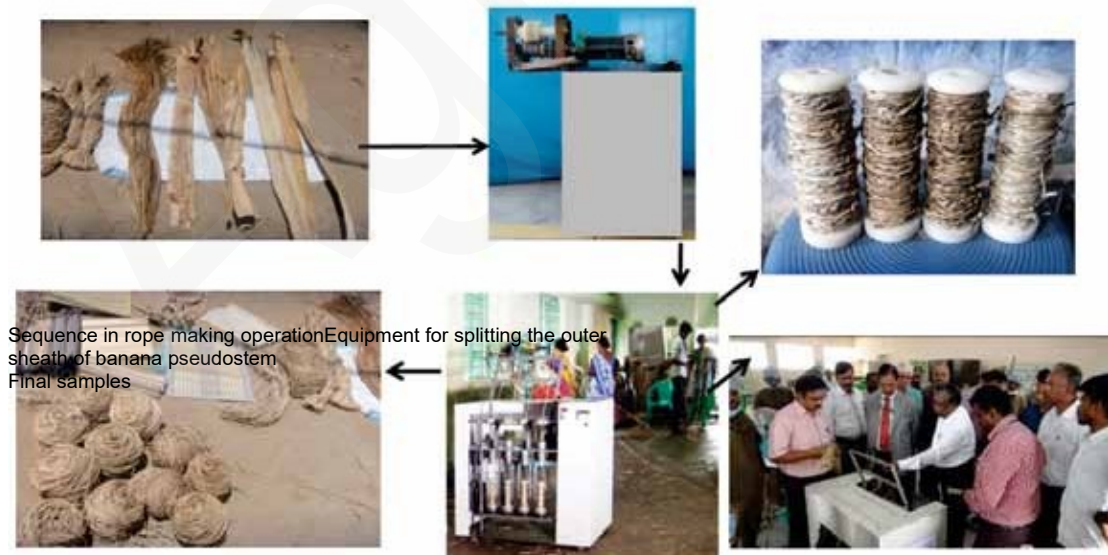 Sequence in rope making operationEquipment for splitting the outer
sheath of banana pseudostem
Final samples